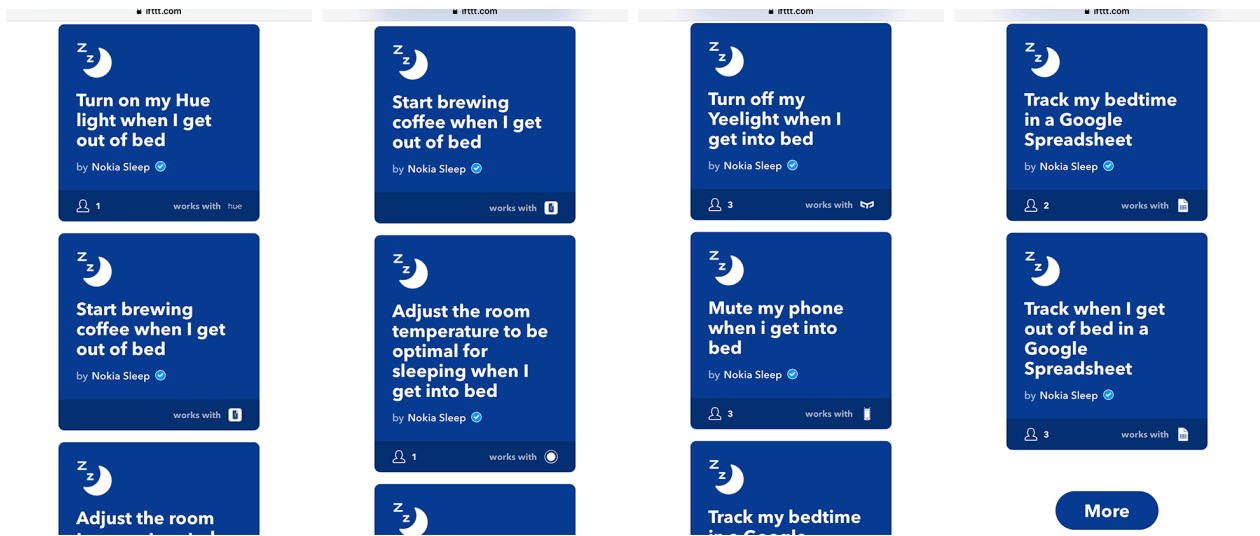 ifttt.com
Z
z
Turn on my Hue
light when I get
out of bed
by Nokia Sleep
1
works with hue
Z
z
Start brewing
coffee when I get
out of bed
by Nokia Sleep
works with
Z
z
Adjust the room
ifttt.com
Z
z
Start brewing
coffee when I get
out of bed
by Nokia Sleep
works with
Z
z
Adjust the room
temperature to be
optimal for
sleeping when I
get into bed
by Nokia Sleep
1
works with
Z
z
ifttt.com
Z
z
Turn off my
Yeelight when I
get into bed
by Nokia Sleep
3
works with
Z
z
Mute my phone
when i get into
bed
by Nokia Sleep
3
works with
Z
z
Track my bedtime
in a Google
ifttt.com
Z
z
Track my bedtime
in a Google
Spreadsheet
by Nokia Sleep
2
works with
Z
z
Track when I get
out of bed in a
Google
Spreadsheet
by Nokia Sleep
3
works with
More